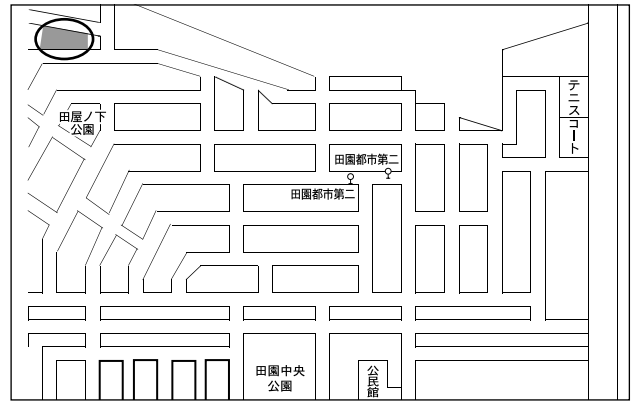 テニスコート
田屋ノ下
公園
田園都市第二
田園都市第二
田園中央
公園
公民館